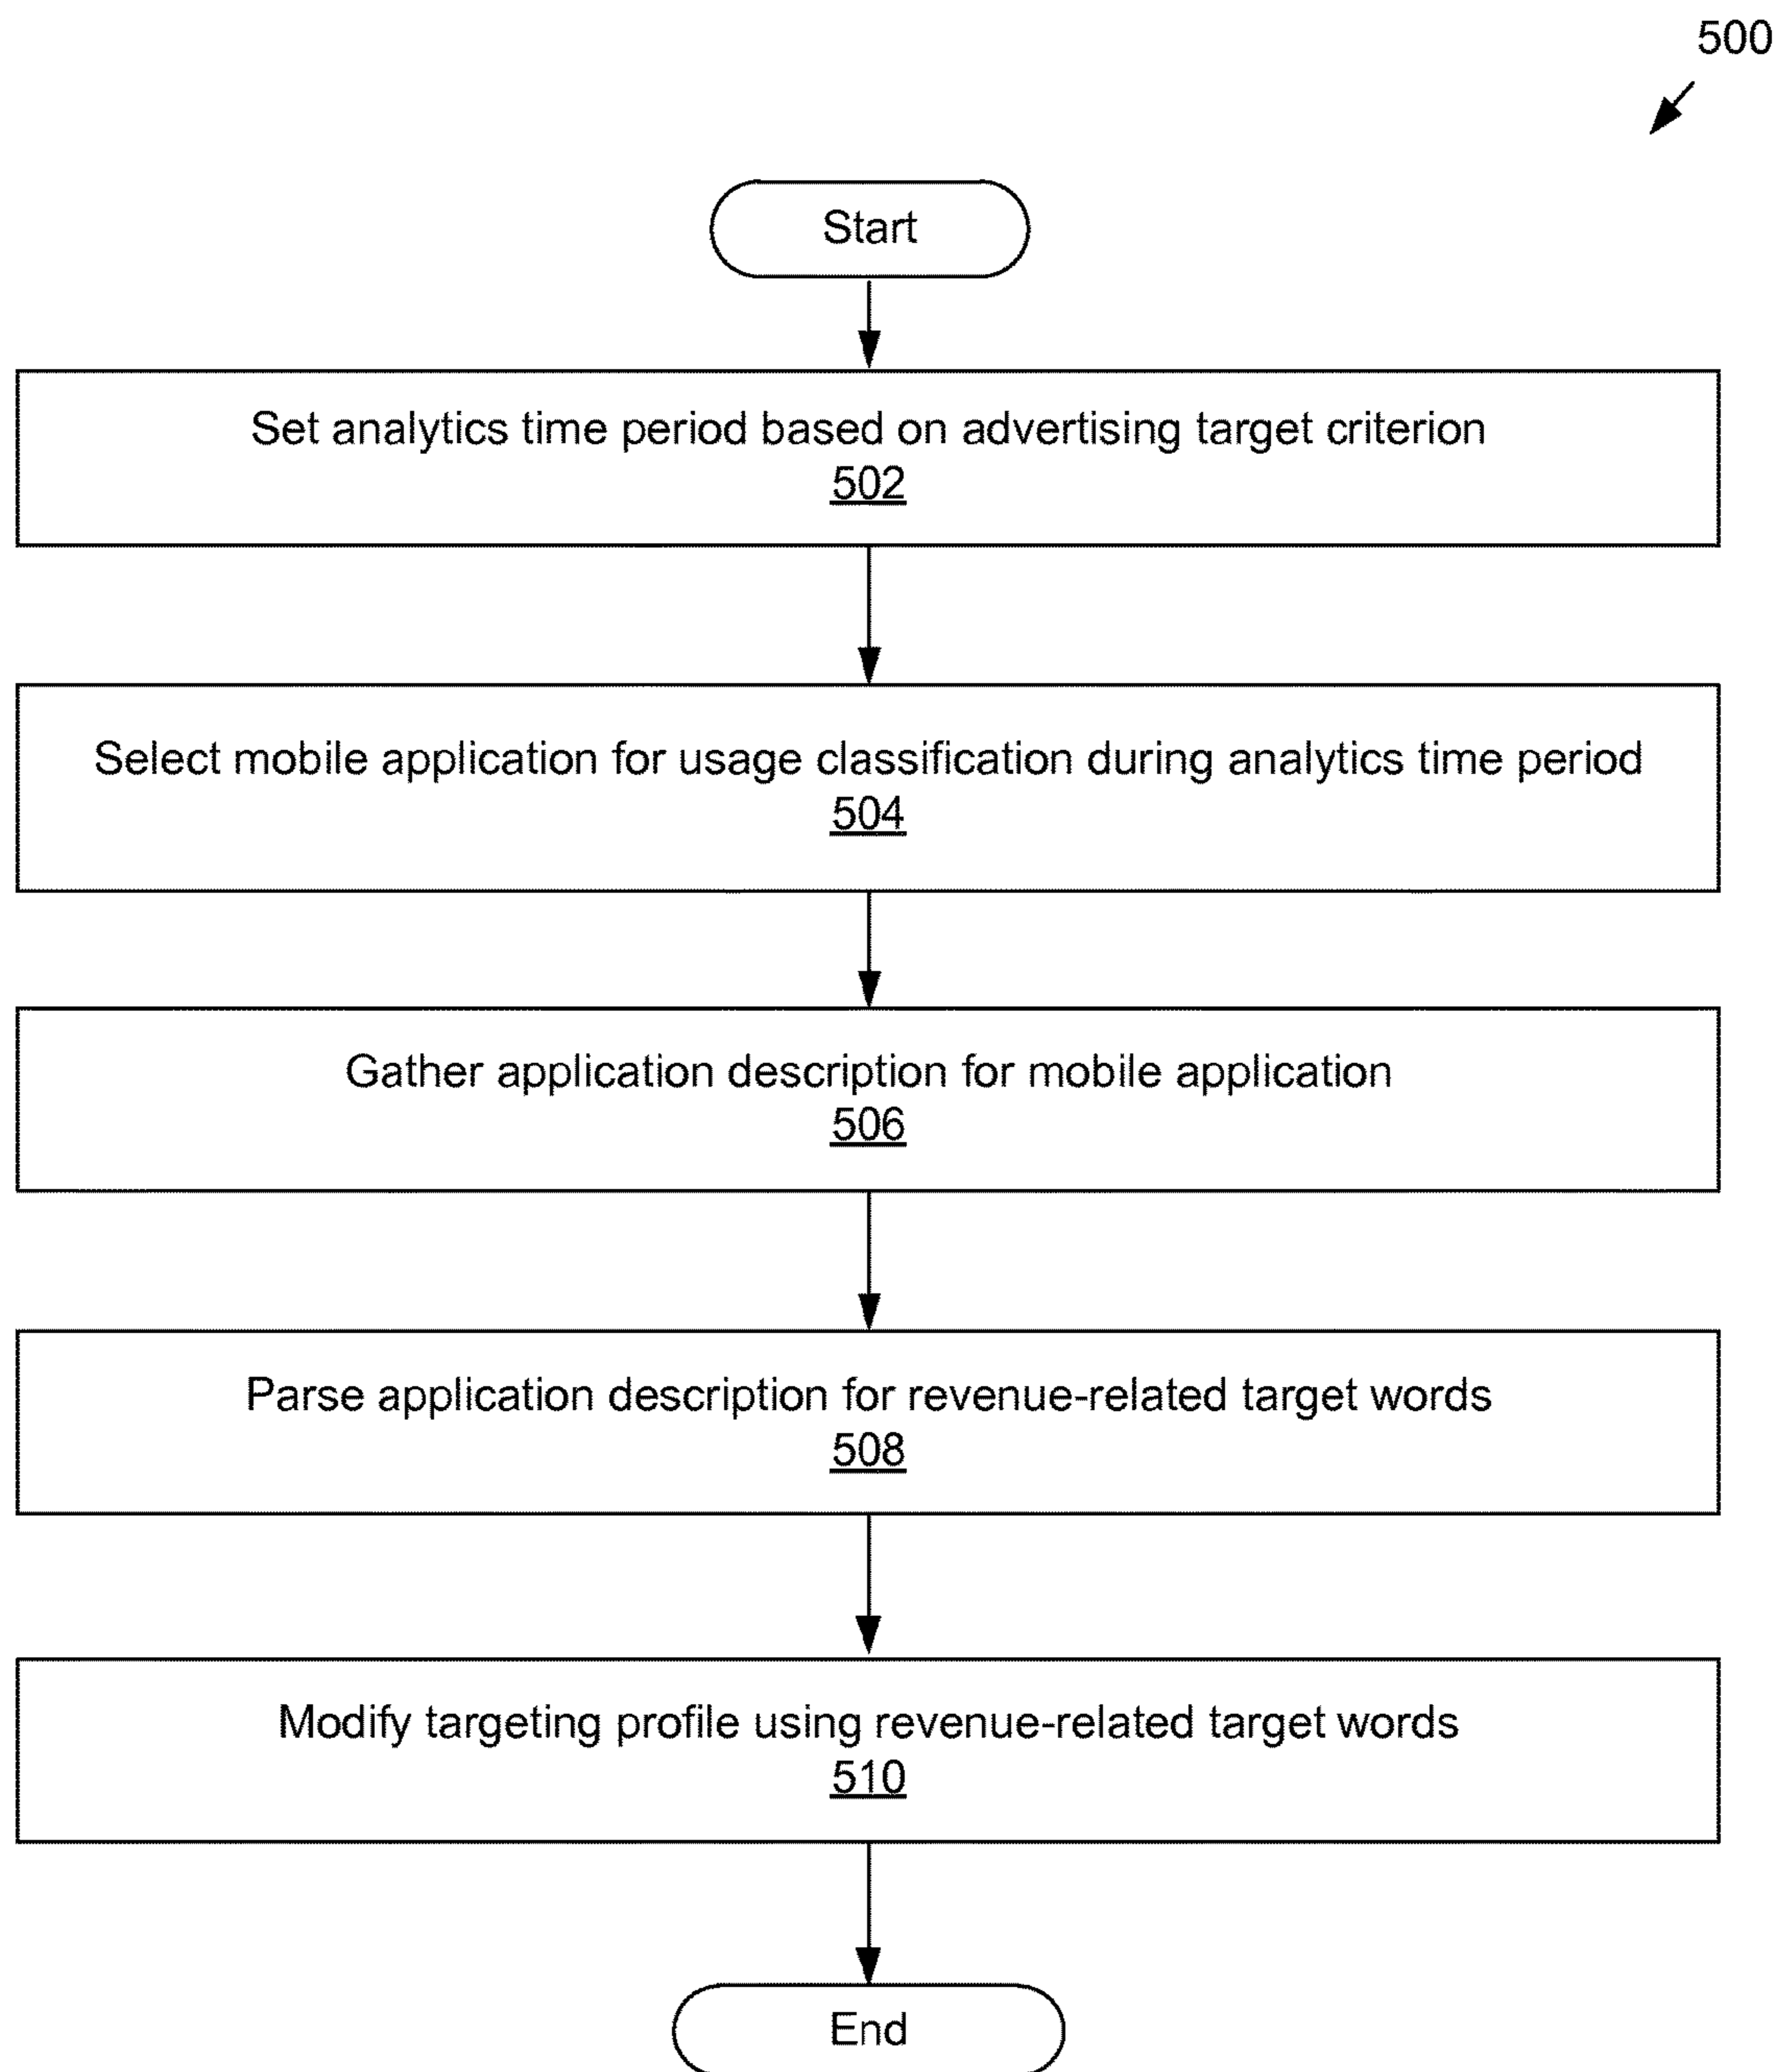 500
Start
Set analytics time period based on advertising target criterion
502
Select mobile application for usage classification during analytics time period
504
Gather application description for mobile application
506
Parse application description for revenue-related target words
508
Modify targeting profile using revenue-related target words
510
End